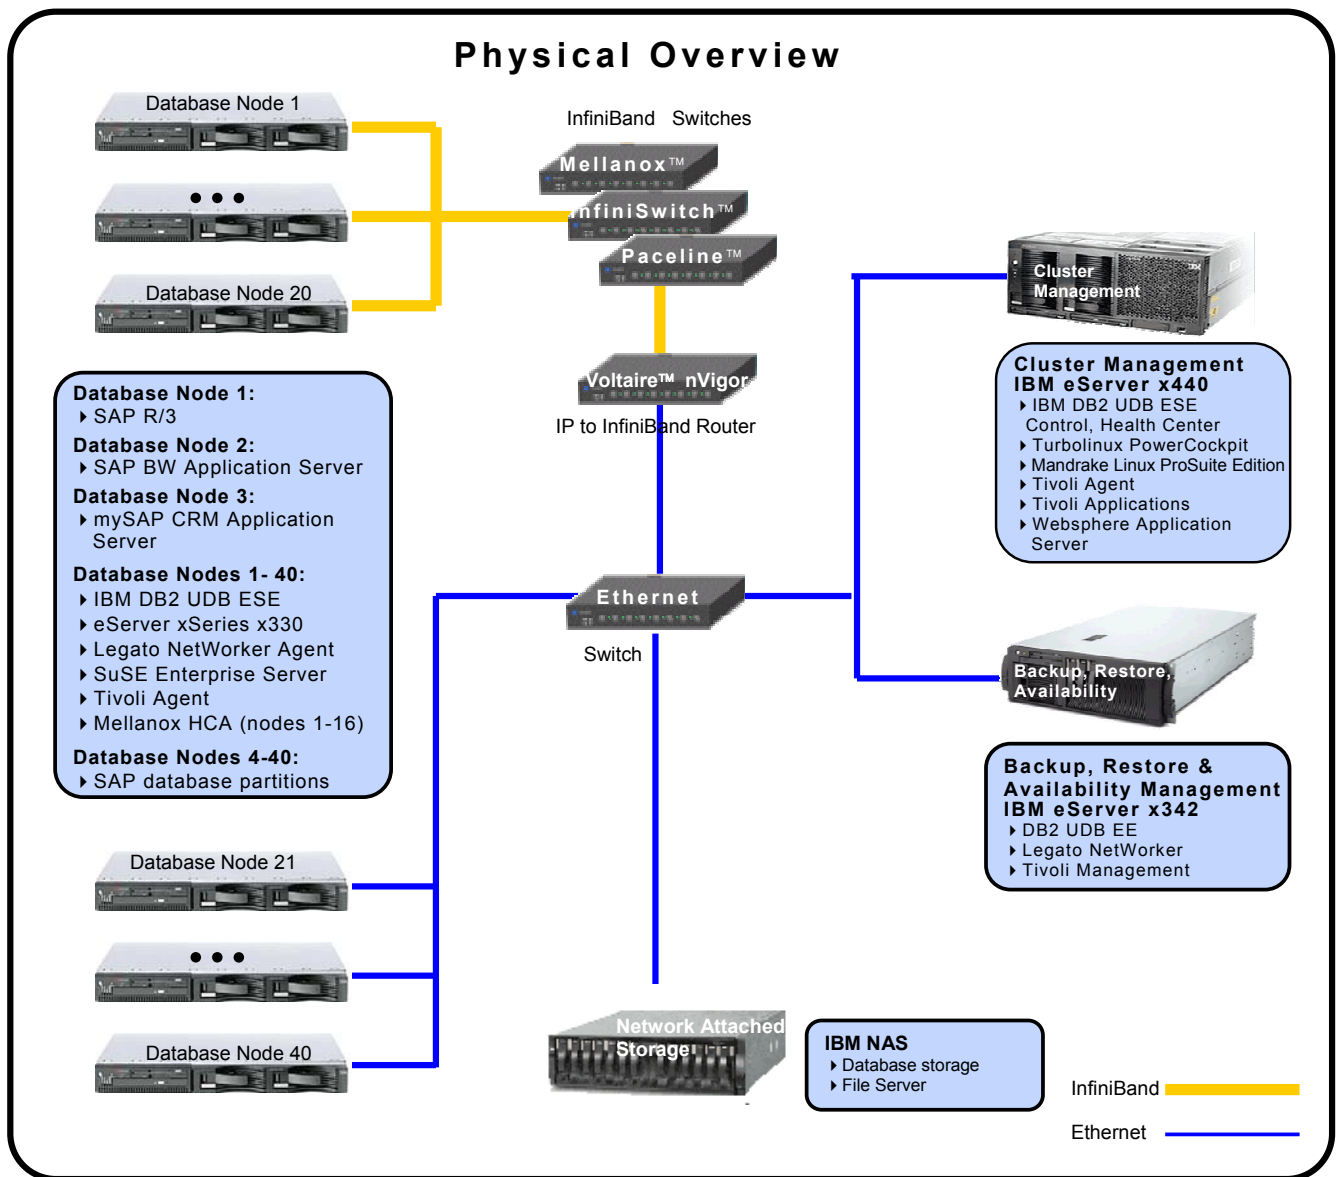 Physical Overview
Database Node 1
InfiniBand Switches
Mellanox™
InfiniSwitch™
Paceline™
Database Node 20
Cluster
Management
Voltaire™ nVigor
IP to InfiniBand Router
Database Node 1:
SAP R/3
Database Node 2:
SAP BW Application Server
Database Node 3:
mySAP CRM Application
Server
Database Nodes 1- 40:
IBM DB2 UDB ESE
eServer xSeries x330
Legato NetWorker Agent
SuSE Enterprise Server
Tivoli Agent
Mellanox HCA (nodes 1-16)
Database Nodes 4-40:
SAP database partitions
Cluster Management
IBM eServer x440
IBM DB2 UDB ESE
Control, Health Center
Turbolinux PowerCockpit
Mandrake Linux ProSuite Edition
Tivoli Agent
Tivoli Applications
Websphere Application
Server
Ethernet
Switch
Backup, Restore,
Availability
Backup, Restore &
Availability Management
IBM eServer x342
DB2 UDB EE
Legato NetWorker
Tivoli Management
Database Node 21
Database Node 40
Network Attached
Storage
IBM NAS
Database storage
File Server
InfiniBand
Ethernet